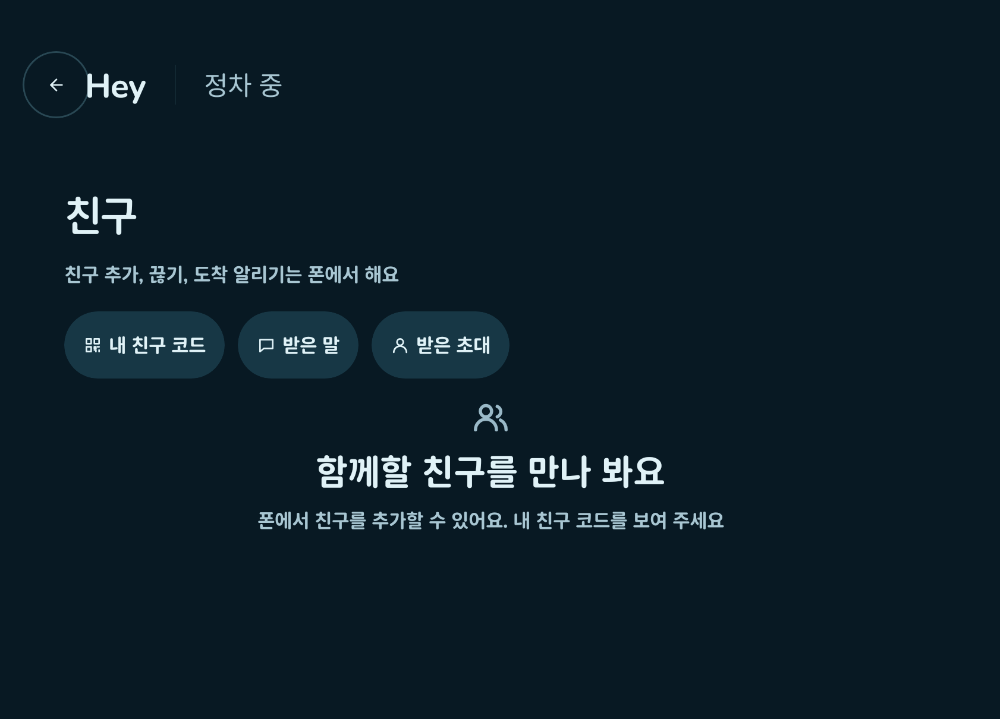 Hey 정차 중
친구
친구 추가, 끊기, 도착 알리기는 폰에서 해요
내 친구 코드 받은 말 받은 초대
함께할 친구를 만나 봐요
폰에서 친구를 추가할 수 있어요. 내 친구 코드를 보여 주세요